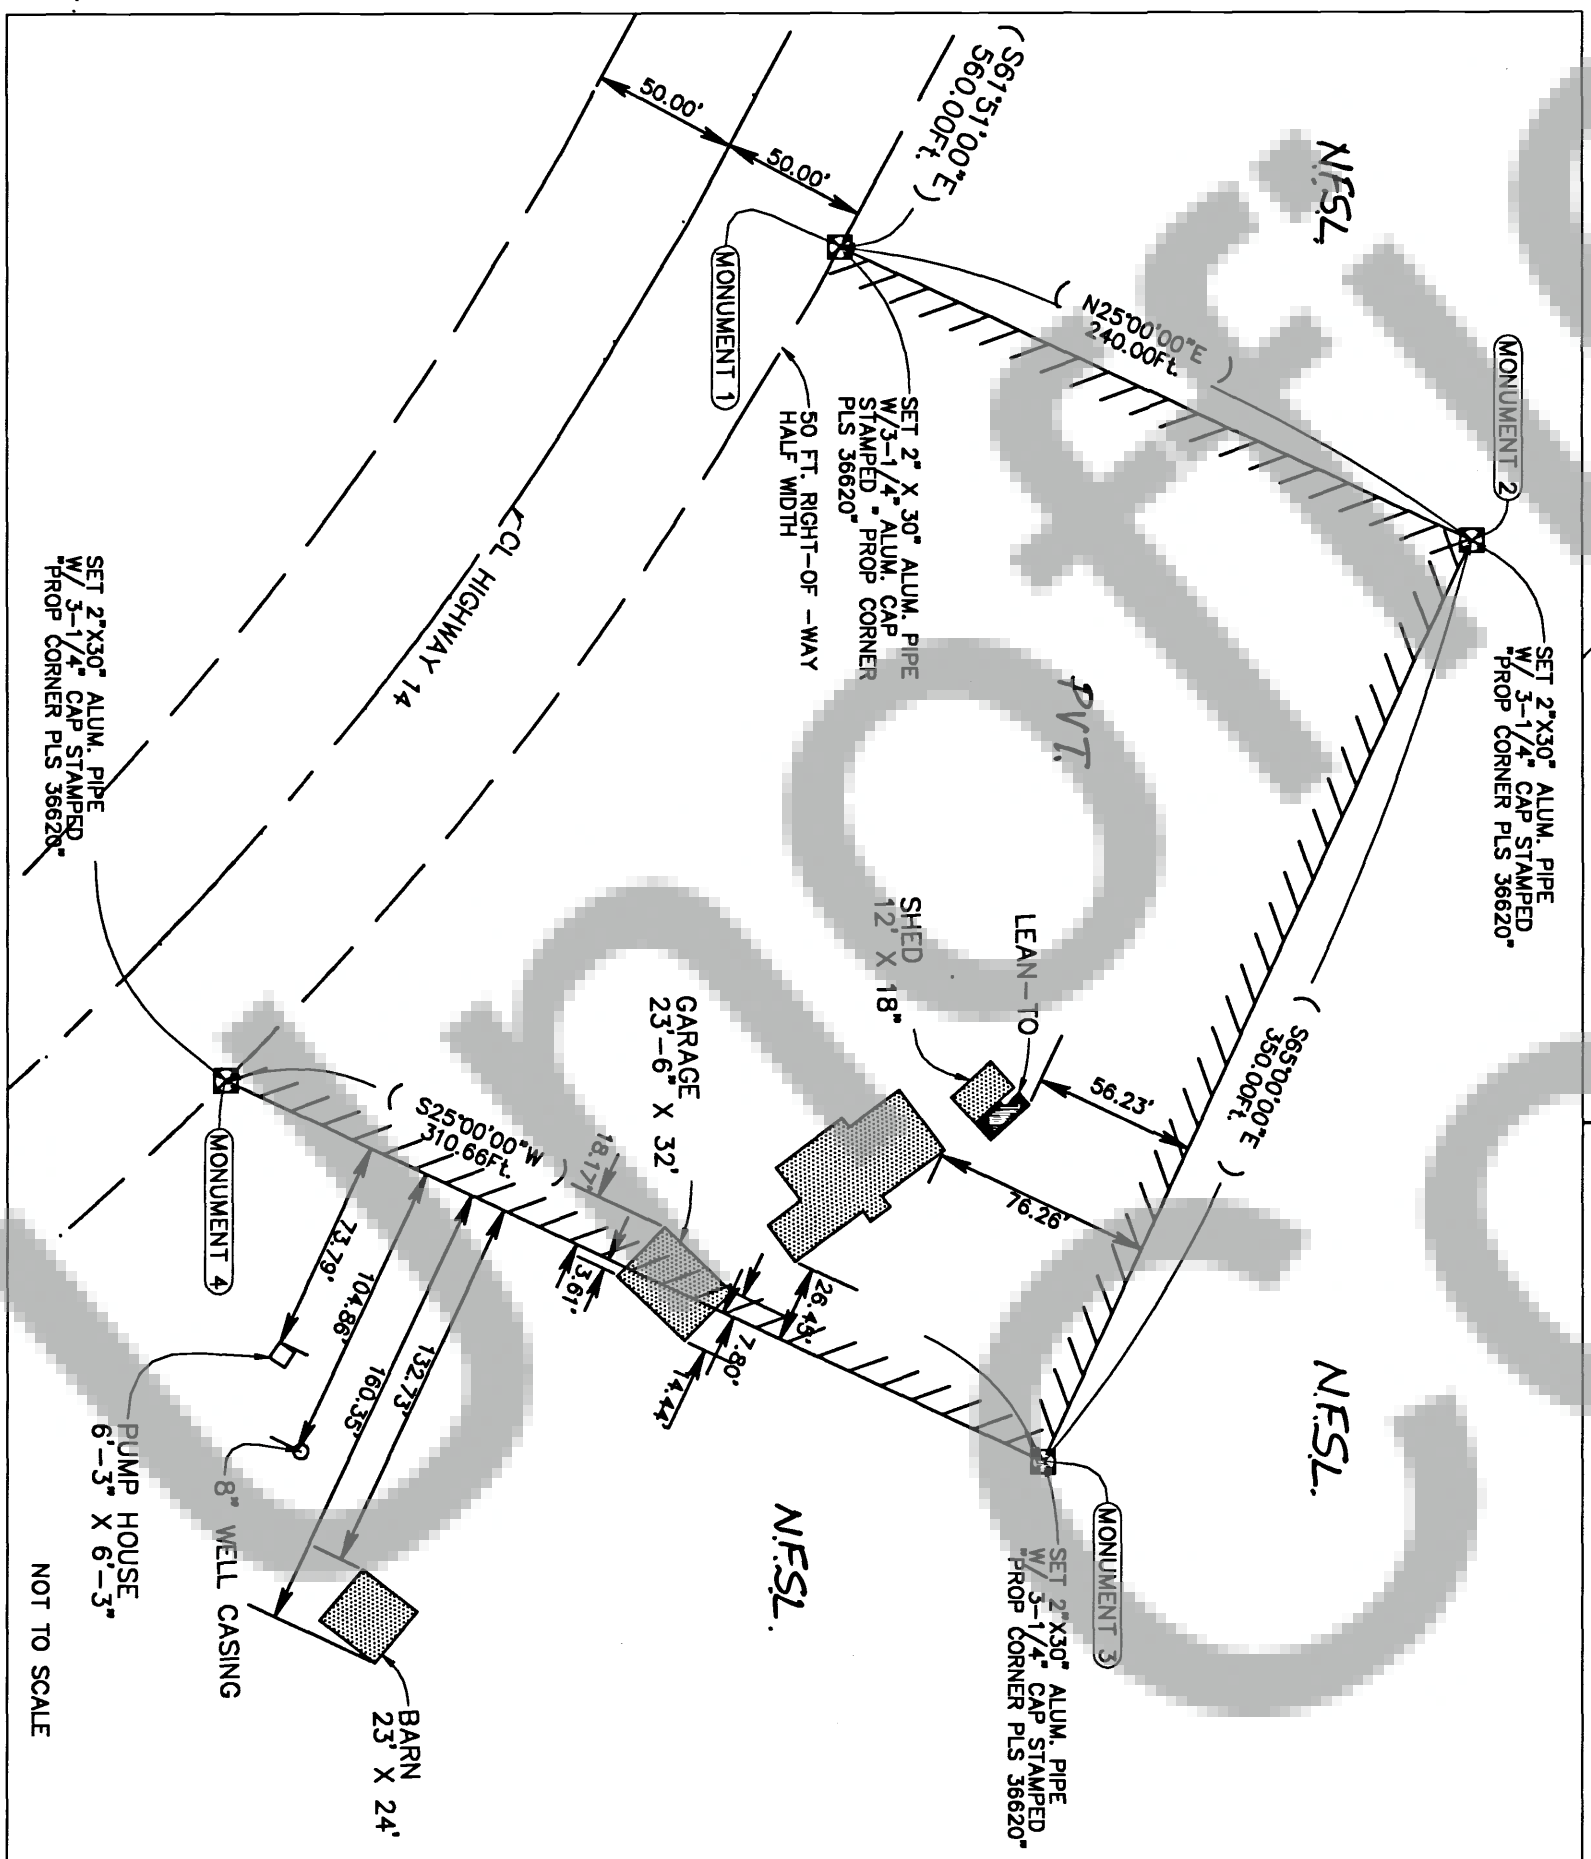 (S61°51'00"E)
560.00Ft.
50.00'
50.00'
N.F.S.L.
MONUMENT 1
(N25°00'00"E)
240.00Ft.
MONUMENT 2
SET 2" X 30" ALUM. PIPE
W/3-1/4" ALUM. CAP
STAMPED " PROP CORNER
PLS 36620"
50 FT. RIGHT-OF -WAY
HALF WIDTH
CL HIGHWAY 14
SET 2"X30" ALUM. PIPE
W/ 3-1/4" CAP STAMPED
"PROP CORNER PLS 36620"
PVT.
SET 2"X30" ALUM. PIPE
W/ 3-1/4" CAP STAMPED
"PROP CORNER PLS 36620"
(S65°00'00"E)
350.00Ft.
LEAN-TO
SHED
12' X 18"
56.23'
76.26'
GARAGE
23'-6" X 32'
18.17'
(S25°00'00"W)
310.66Ft.
MONUMENT 4
73.79'
104.86'
160.35'
132.73'
3.61'
26.45'
7.80'
14.44'
N.F.S.L.
N.F.S.L.
MONUMENT 3
SET 2"X30" ALUM. PIPE
W/ 3-1/4" CAP STAMPED
"PROP CORNER PLS 36620"
PUMP HOUSE
6'-3" X 6'-3"
8" WELL CASING
BARN
23' X 24'
NOT TO SCALE